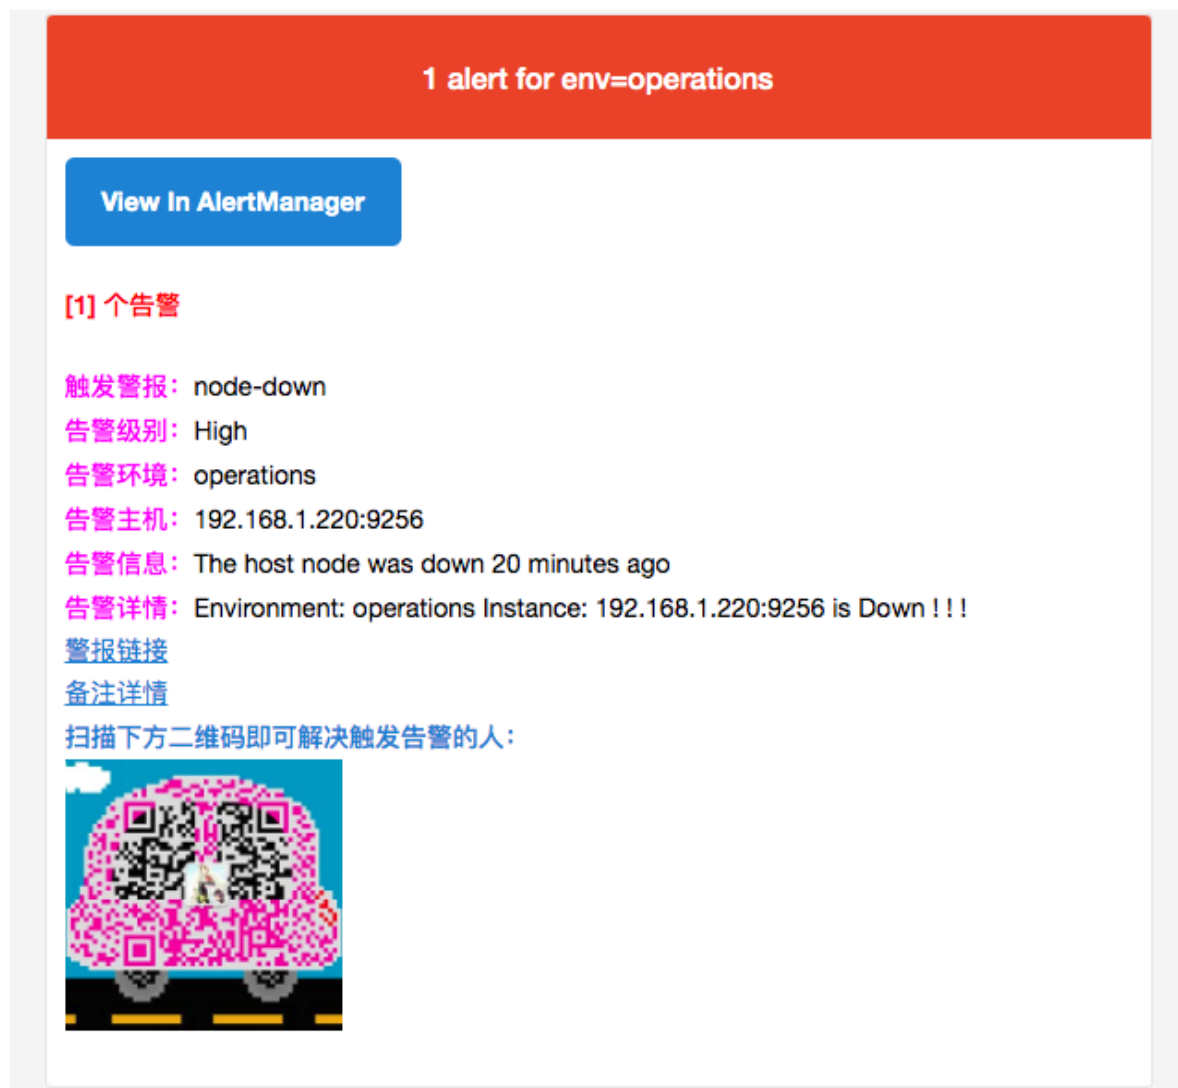 1 alert for env=operations
View In AlertManager
[1] 个告警
触发警报：node-down
告警级别：High
告警环境：operations
告警主机：192.168.1.220:9256
告警信息：The host node was down 20 minutes ago
告警详情：Environment: operations Instance: 192.168.1.220:9256 is Down ! ! !
警报链接
备注详情
扫描下方二维码即可解决触发告警的人：